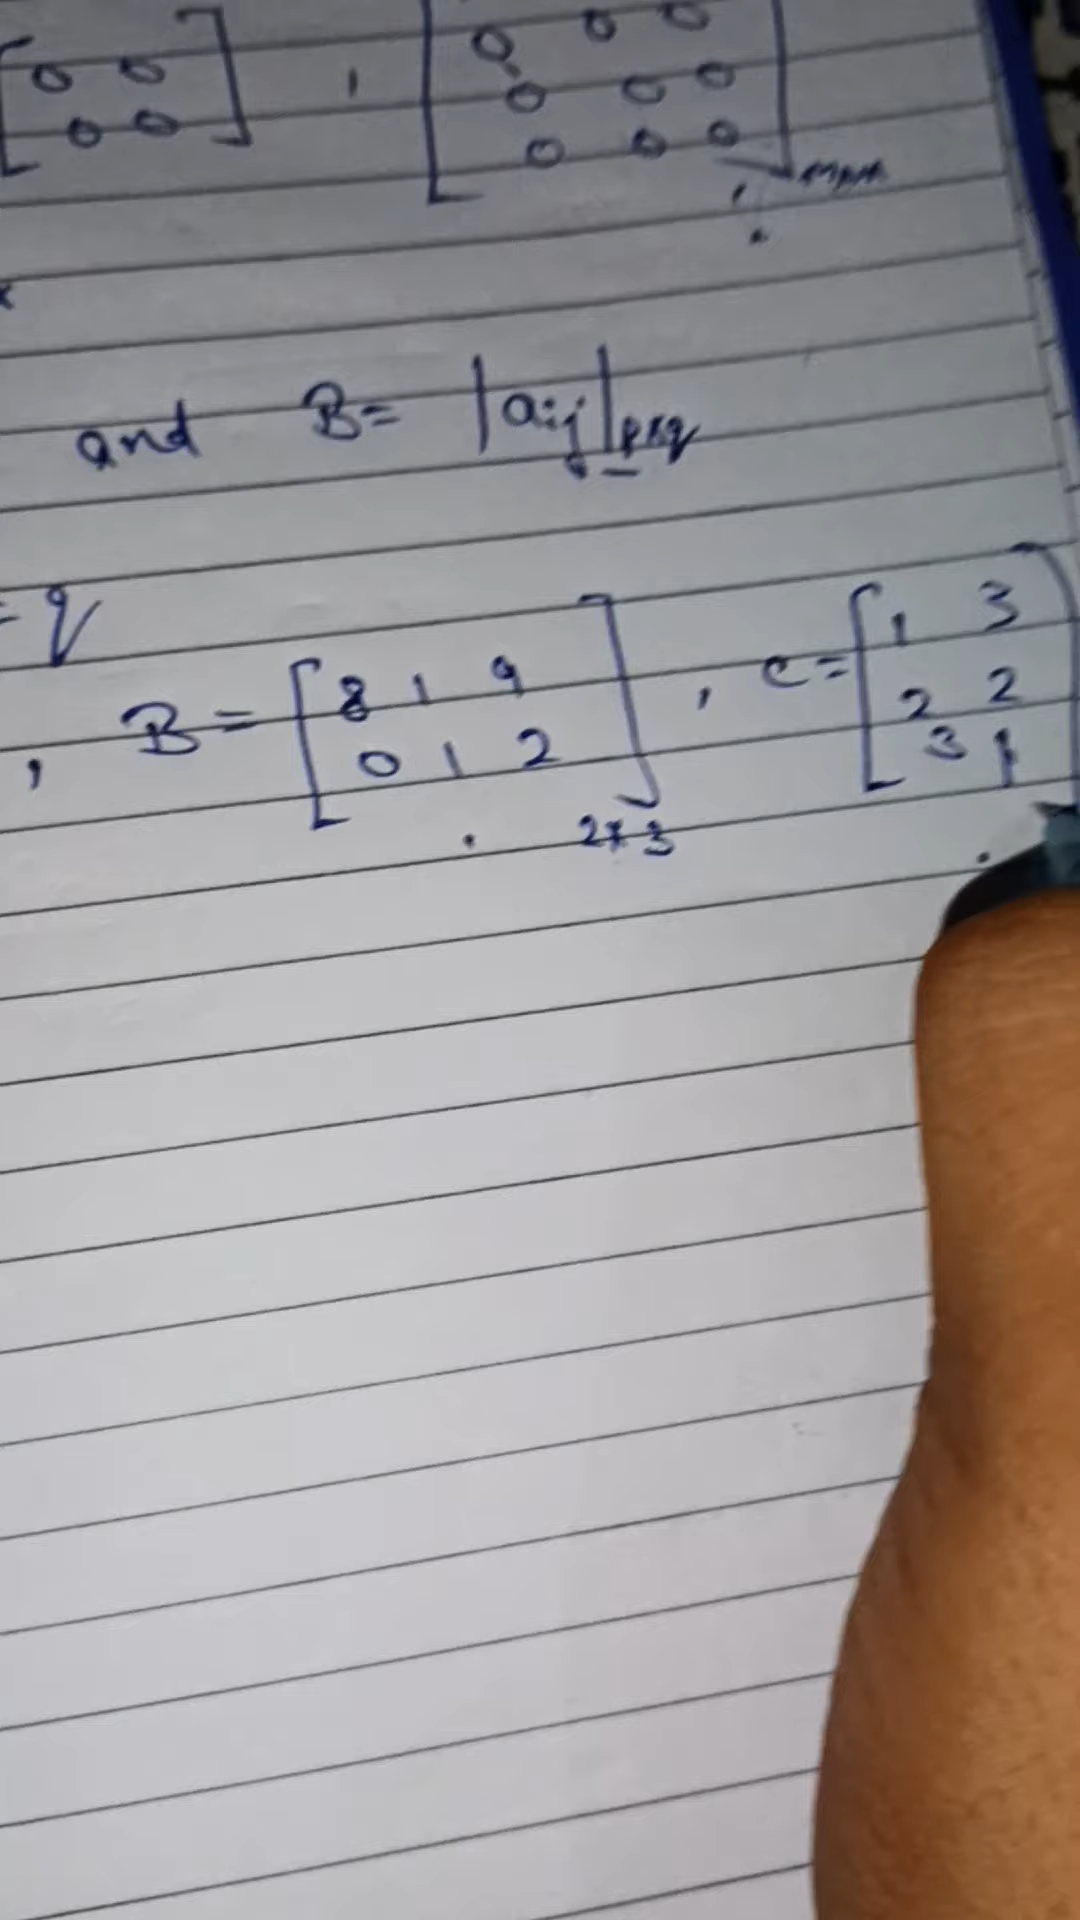 [0 0 , [0 0 0
0 0] 0 0 0
0 0 0]m×n
and B= |aij|p×q
= q
, B = [8 1 9 , C = [1 3
0 1 2]2×3 2 2
3 1